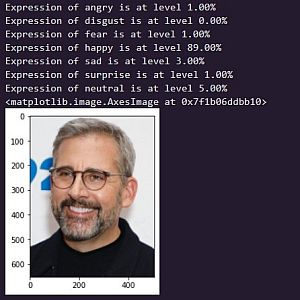 Expression of angry is at level 1.00%
Expression of disgust is at level 0.00%
Expression of fear is at level 1.00%
Expression of happy is at level 89.00%
Expression of sad is at level 3.00%
Expression of surprise is at level 1.00%
Expression of neutral is at level 5.00%
<matplotlib.image.AxesImage at 0x7f1b06ddbb10>
0
100
200
300
400
500
600
0 200 400